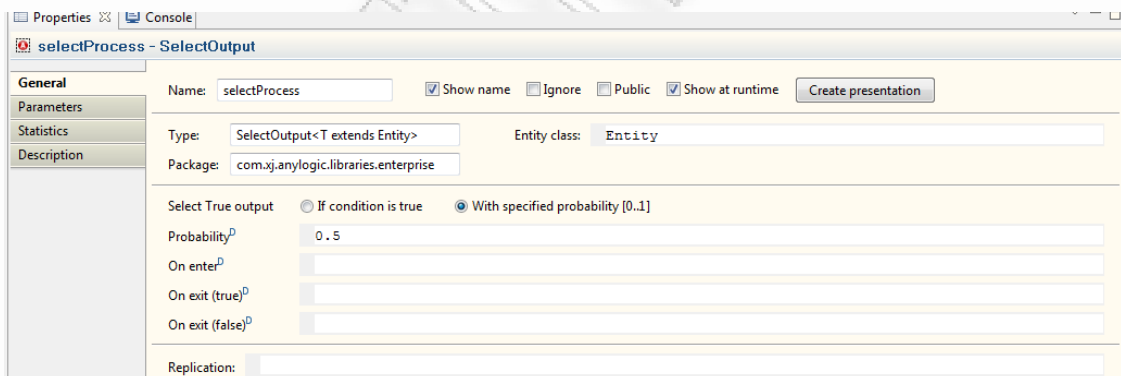 Properties Console
selectProcess - SelectOutput
General
Parameters
Statistics
Description
Name: selectProcess Show name Ignore Public Show at runtime Create presentation
Type: SelectOutput<T extends Entity> Entity class: Entity
Package: com.xj.anylogic.libraries.enterprise
Select True output If condition is true With specified probability [0..1]
ProbabilityD 0.5
On enterD
On exit (true)D
On exit (false)D
Replication: